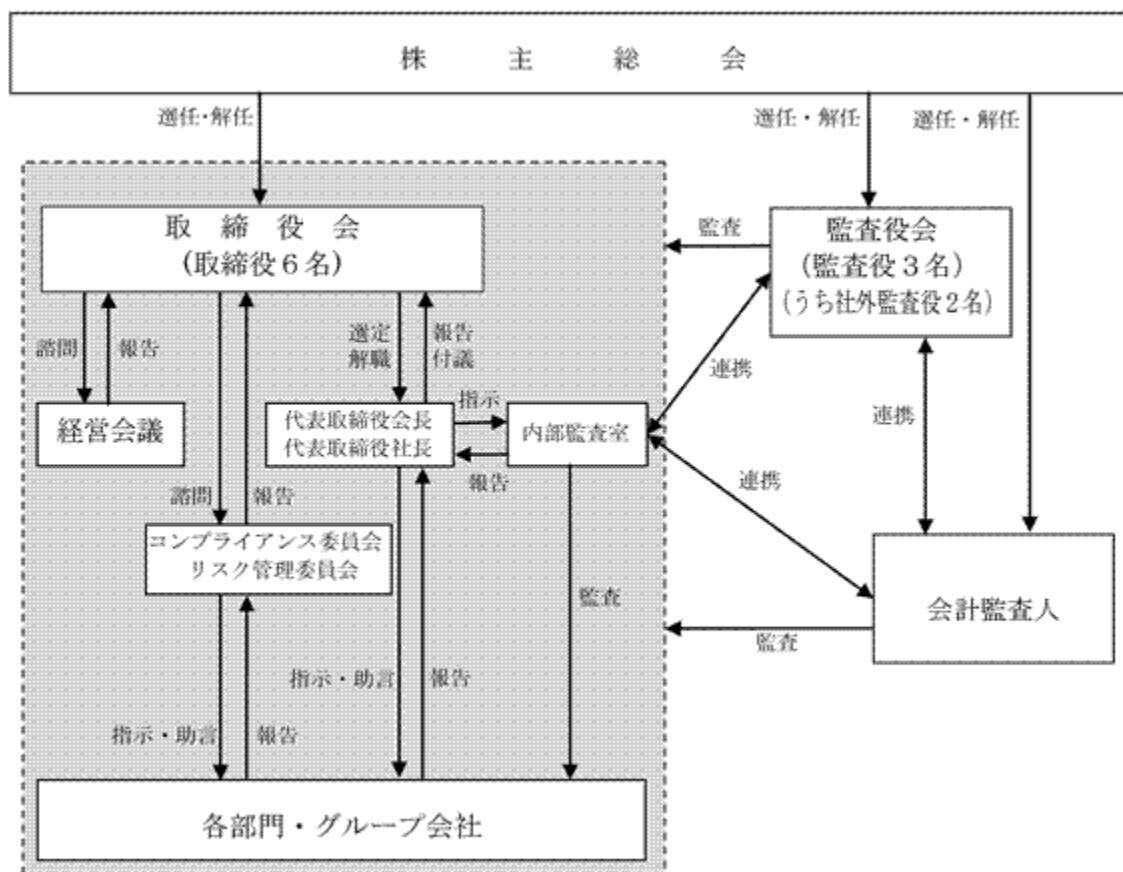 株主総会
選任・解任
選任・解任
選任・解任
取締役会
(取締役６名)
監査
監査役会
(監査役３名)
(うち社外監査役２名)
諮問
報告
選定
解職
報告
付議
連携
連携
経営会議
代表取締役会長
代表取締役社長
指示
報告
内部監査室
諮問
報告
連携
コンプライアンス委員会
リスク管理委員会
監査
会計監査人
監査
指示・助言
報告
指示・助言
報告
各部門・グループ会社